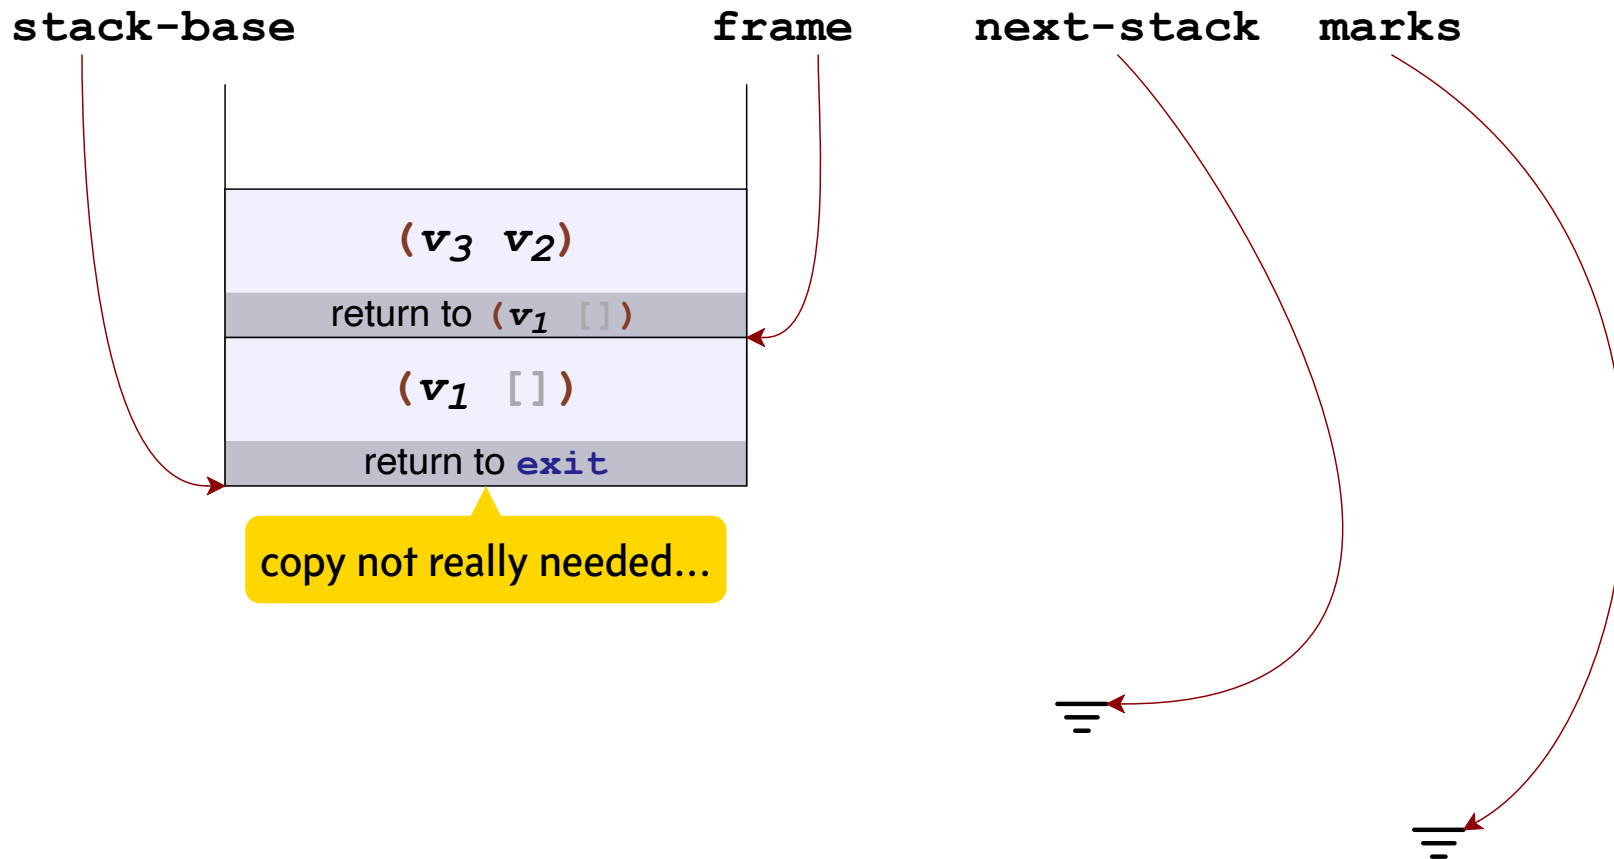 stack-base frame next-stack marks
(v3 v2)
return to (v1 [])
(v1 [])
return to exit
copy not really needed...